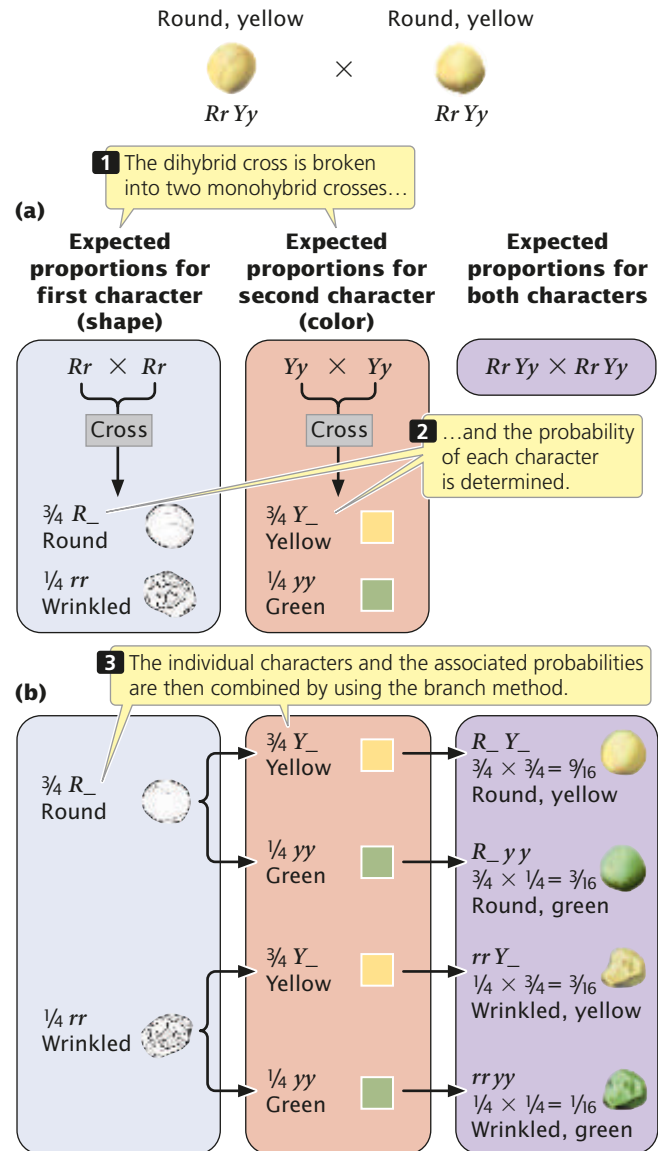 Round, yellow Round, yellow
×
Rr Yy Rr Yy
1 The dihybrid cross is broken
into two monohybrid crosses…
(a)
Expected
proportions for
first character
(shape)
Expected
proportions for
second character
(color)
Expected
proportions for
both characters
Rr × Rr
Cross
¾ R_
Round
¼ rr
Wrinkled
Yy × Yy
Cross
¾ Y_
Yellow
¼ yy
Green
Rr Yy × Rr Yy
2 …and the probability
of each character
is determined.
3 The individual characters and the associated probabilities
are then combined by using the branch method.
(b)
¾ R_
Round
¾ Y_
Yellow
R_ Y_
¾ × ¾ = 9/16
Round, yellow
¼ yy
Green
R_ y y
¾ × ¼ = 3/16
Round, green
¼ rr
Wrinkled
¾ Y_
Yellow
rr Y_
¼ × ¾ = 3/16
Wrinkled, yellow
¼ yy
Green
rr yy
¼ × ¼ = 1/16
Wrinkled, green